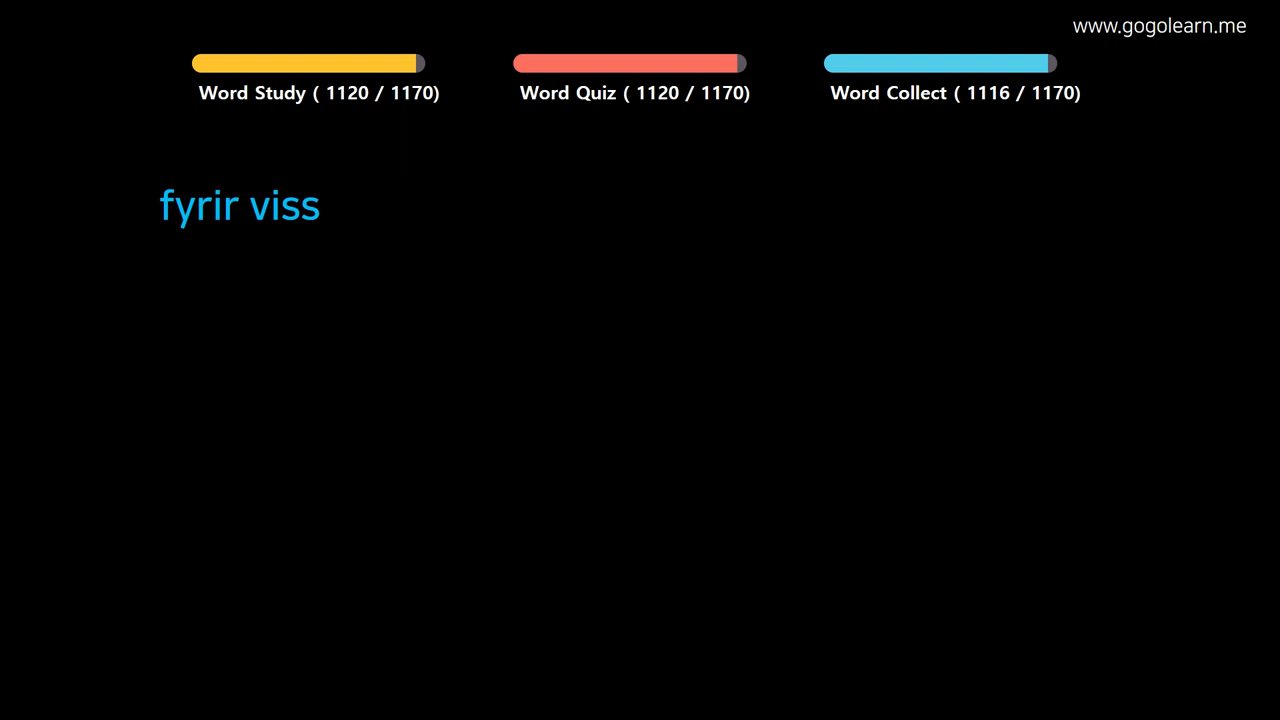 www.gogolearn.me
Word Study ( 1120 / 1170)
Word Quiz ( 1120 / 1170)
Word Collect ( 1116 / 1170)
fyrir viss